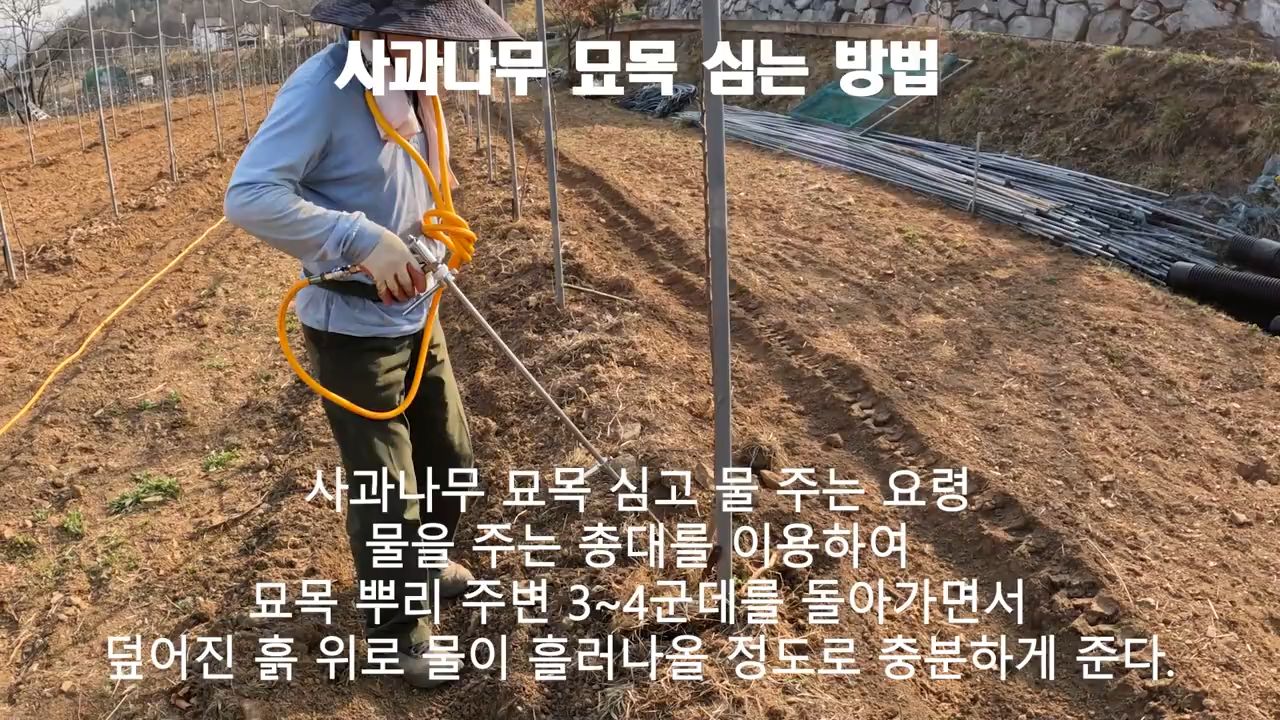 사과나무 묘목 심는 방법
사과나무 묘목 심고 물 주는 요령
물을 주는 총대를 이용하여
묘목 뿌리 주변 3~4군데를 돌아가면서
덮어진 흙 위로 물이 흘러나올 정도로 충분하게 준다.